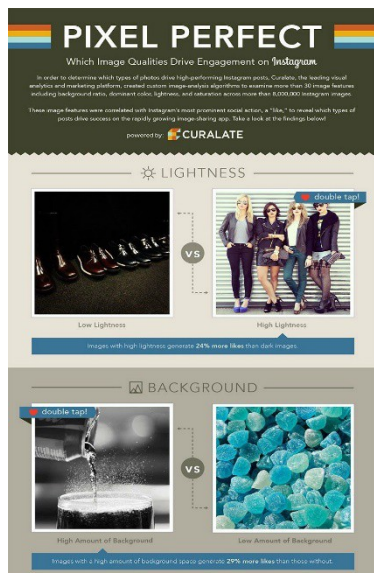 PIXEL PERFECT
Which Image Qualities Drive Engagement on Instagram
In order to determine which types of photos drive high-performing Instagram posts, Curalate, the leading visual
analytics and marketing platform, created custom image-analysis algorithms to examine more than 30 image features
including background ratio, dominant color, lightness, and saturation across more than 8,000,000 Instagram images.
These image features were correlated with Instagram's most prominent social action, a "like," to reveal which types of
posts drive success on the rapidly growing image-sharing app. Take a look at the findings below!
powered by: CURALATE
LIGHTNESS
double tap!
VS
Low Lightness
High Lightness
Images with high lightness generate 24% more likes than dark images.
BACKGROUND
double tap!
VS
High Amount of Background
Low Amount of Background
Images with a high amount of background space generate 29% more likes than those without.